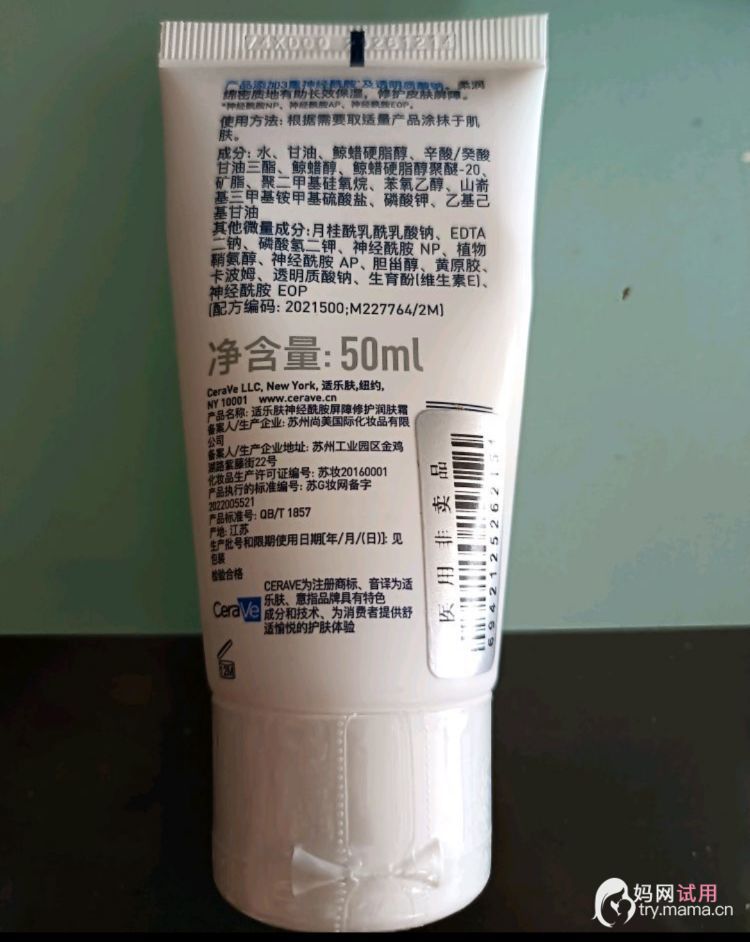 产品添加3重神经酰胺*及透明质酸钠。柔润
绵密质地有助长效保湿，修护皮肤屏障。
*神经酰胺NP、神经酰胺AP、神经酰胺EOP。
使用方法：根据需要取适量产品涂抹于肌
肤。
成分：水、甘油、鲸蜡硬脂醇、辛酸/癸酸
甘油三酯、鲸蜡醇、鲸蜡硬脂醇聚醚-20、
矿脂、聚二甲基硅氧烷、苯氧乙醇、山嵛
基三甲基铵甲基硫酸盐、磷酸钾、乙基己
基甘油
其他微量成分:月桂酰乳酰乳酸钠、EDTA
二钠、磷酸氢二钾、神经酰胺 NP、植物
鞘氨醇、神经酰胺 AP、胆甾醇、黄原胶、
卡波姆、透明质酸钠、生育酚(维生素E)、
神经酰胺 EOP
(配方编码: 2021500;M227764/2M)
净含量: 50ml
CeraVe LLC, New York, 适乐肤,纽约,
NY 10001 www.cerave.cn
产品名称: 适乐肤神经酰胺屏障修护润肤霜
备案人/生产企业: 苏州尚美国际化妆品有限
公司
备案人/生产企业地址: 苏州工业园区金鸡
湖路紫藤街22号
化妆品生产许可证编号: 苏妆20160001
产品执行的标准编号: 苏G妆网备字
2022005521
产品标准号: QB/T 1857
产地: 江苏
生产批号和限期使用日期[年/月/(日)]: 见
包装
检验合格
CeraVe
CERAVE为注册商标、音译为适
乐肤、意指品牌具有特色
成分和技术、为消费者提供舒
适愉悦的护肤体验
12M
医用非卖品
6942125262151
妈网试用
try.mama.cn